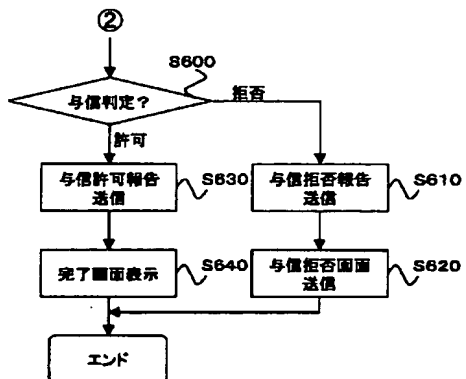 ②
S600
与信判定？
拒否
許可
与信許可報告
送信
S630
与信拒否報告
送信
S610
完了画面表示
S640
与信拒否画面
送信
S620
エンド